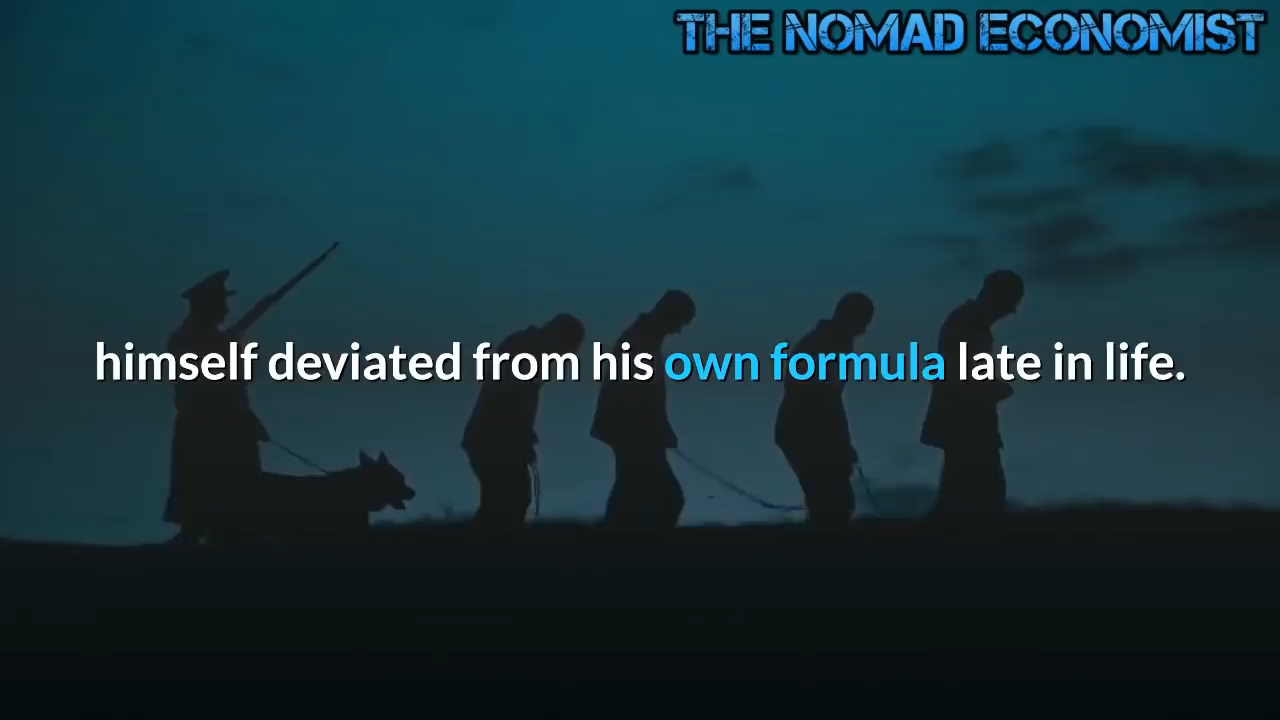 THE NOMAD ECONOMIST
himself deviated from his own formula late in life.